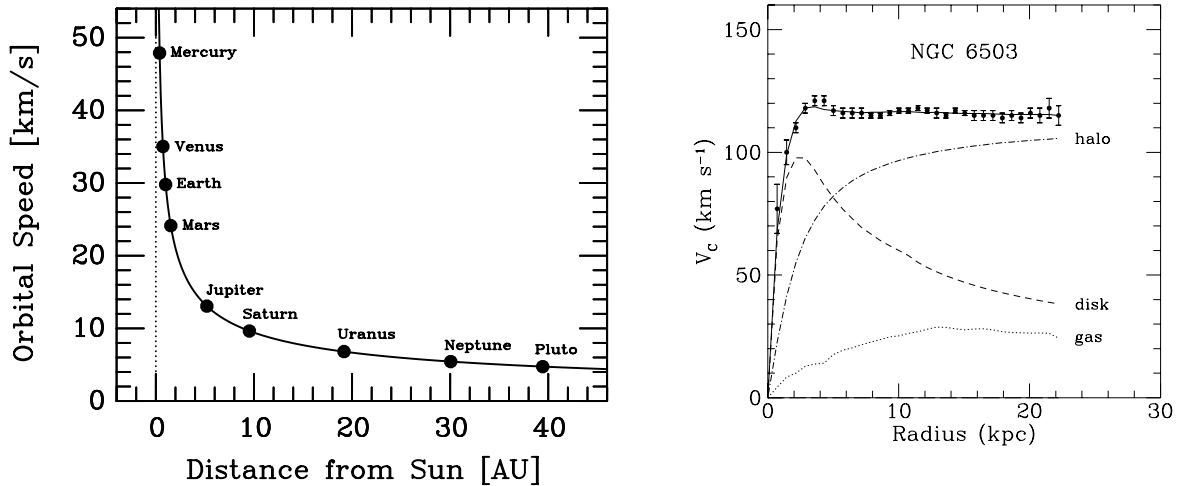 Orbital Speed [km/s]
50
40
30
20
10
0
Mercury
Venus
Earth
Mars
Jupiter
Saturn
Uranus
Neptune
Pluto
0 10 20 30 40
Distance from Sun [AU]
V_c (km s⁻¹)
150
100
50
0
NGC 6503
halo
disk
gas
0 10 20 30
Radius (kpc)